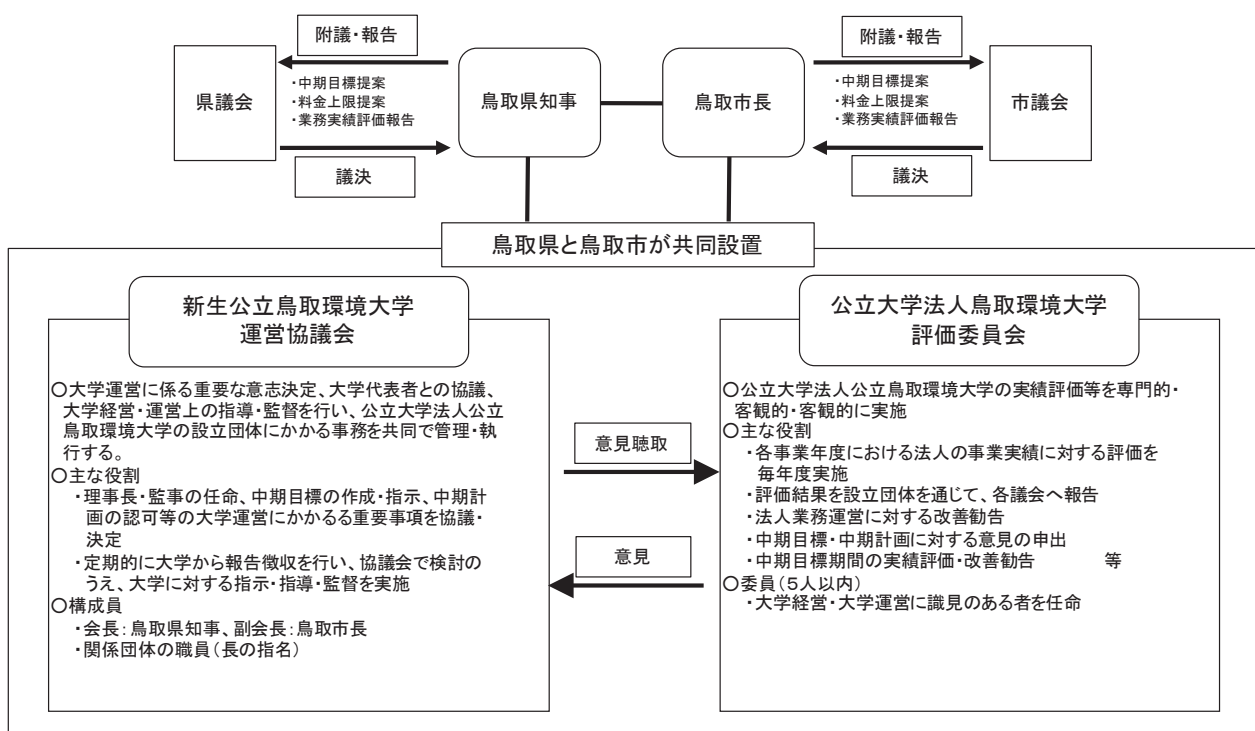 附議・報告
附議・報告
県議会
・中期目標提案
・料金上限提案
・業務実績評価報告
鳥取県知事
鳥取市長
・中期目標提案
・料金上限提案
・業務実績評価報告
市議会
議決
議決
鳥取県と鳥取市が共同設置
新生公立鳥取環境大学
運営協議会
○大学運営に係る重要な意志決定、大学代表者との協議、
大学経営・運営上の指導・監督を行い、公立大学法人公立
鳥取環境大学の設立団体にかかる事務を共同で管理・執
行する。
○主な役割
・理事長・監事の任命、中期目標の作成・指示、中期計
画の認可等の大学運営にかかるる重要事項を協議・
決定
・定期的に大学から報告徴収を行い、協議会で検討の
うえ、大学に対する指示・指導・監督を実施
○構成員
・会長：鳥取県知事、副会長：鳥取市長
・関係団体の職員（長の指名）
意見聴取
意見
公立大学法人鳥取環境大学
評価委員会
○公立大学法人公立鳥取環境大学の実績評価等を専門的・
客観的・客観的に実施
○主な役割
・各事業年度における法人の事業実績に対する評価を
毎年度実施
・評価結果を設立団体を通じて、各議会へ報告
・法人業務運営に対する改善勧告
・中期目標・中期計画に対する意見の申出
・中期目標期間の実績評価・改善勧告　　等
○委員（５人以内）
・大学経営・大学運営に識見のある者を任命